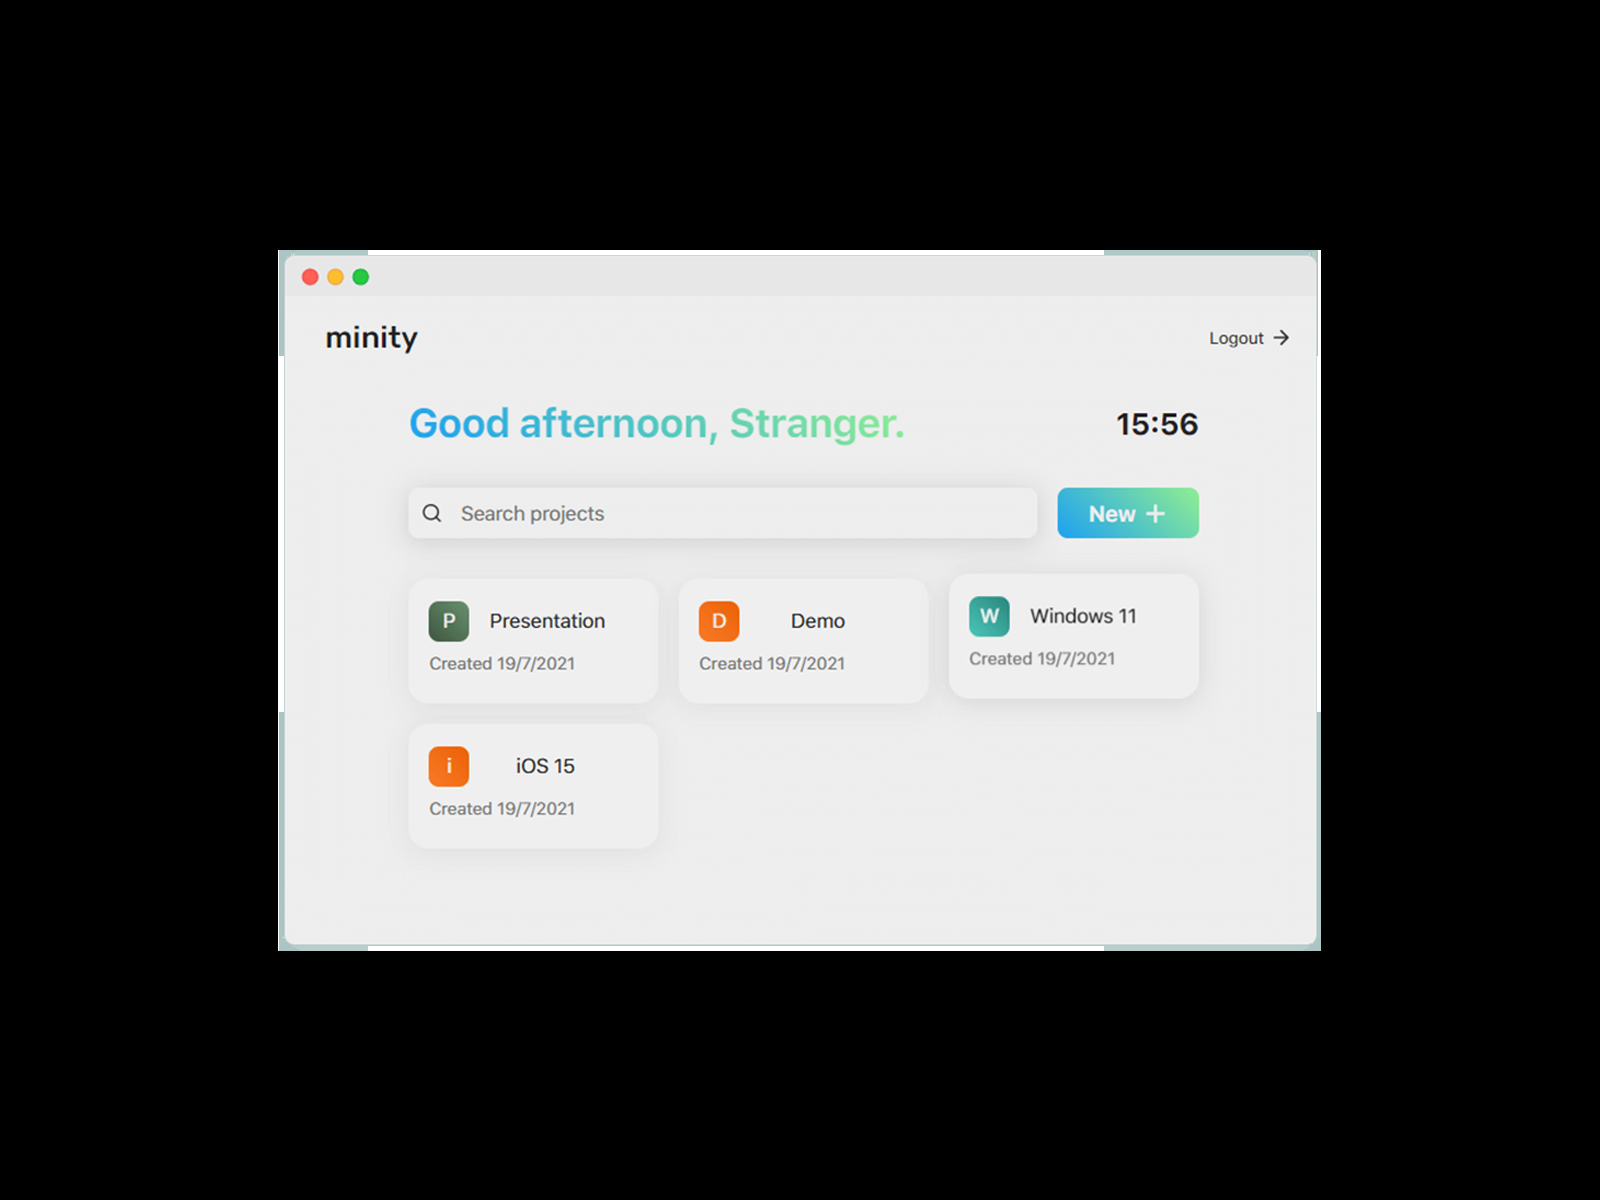 minity
Logout
Good afternoon, Stranger.
15:56
Search projects
New
P Presentation
Created 19/7/2021
D Demo
Created 19/7/2021
W Windows 11
Created 19/7/2021
i iOS 15
Created 19/7/2021